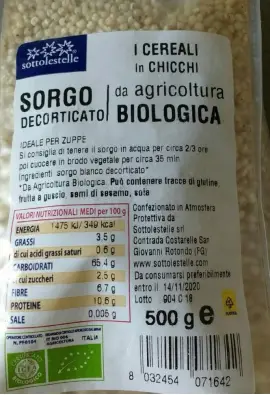 sottolestelle
I CEREALI
in CHICCHI
SORGO
DECORTICATO
da agricoltura
BIOLOGICA
IDEALE PER ZUPPE
Si consiglia di tenere il sorgo in acqua per circa 2/3 ore
poi cuocere in brodo vegetale per circa 35 min
Ingredienti sorgo bianco decorticato*
*Da Agricoltura Biologica. Può contenere tracce di glutine,
frutta a guscio, semi di sesamo, soia
VALORI NUTRIZIONALI MEDI per 100 g
ENERGIA 1475 kJ/ 349 kcal
GRASSI 3,5 g
di cui acidi grassi saturi 0,6 g
CARBOIDRATI 65,4 g
di cui zuccheri 2,5 g
FIBRE 6,7 g
PROTEINE 10,6 g
SALE 0,005 g
Confezionato in Atmosfera
Protettiva da
Sottolestelle srl
Contrada Costarelle San
Giovanni Rotondo (FG)
www.sottolestelle.com
Da consumarsi preferibilmente
entro il 14/11/2020
Lotto 904 C 18
500 g e
ITALIA
8 032454 071642